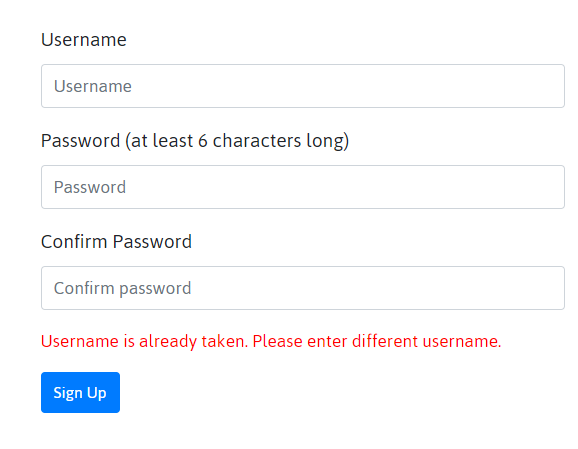 Username
Username
Password (at least 6 characters long)
Password
Confirm Password
Confirm password
Username is already taken. Please enter different username.
Sign Up